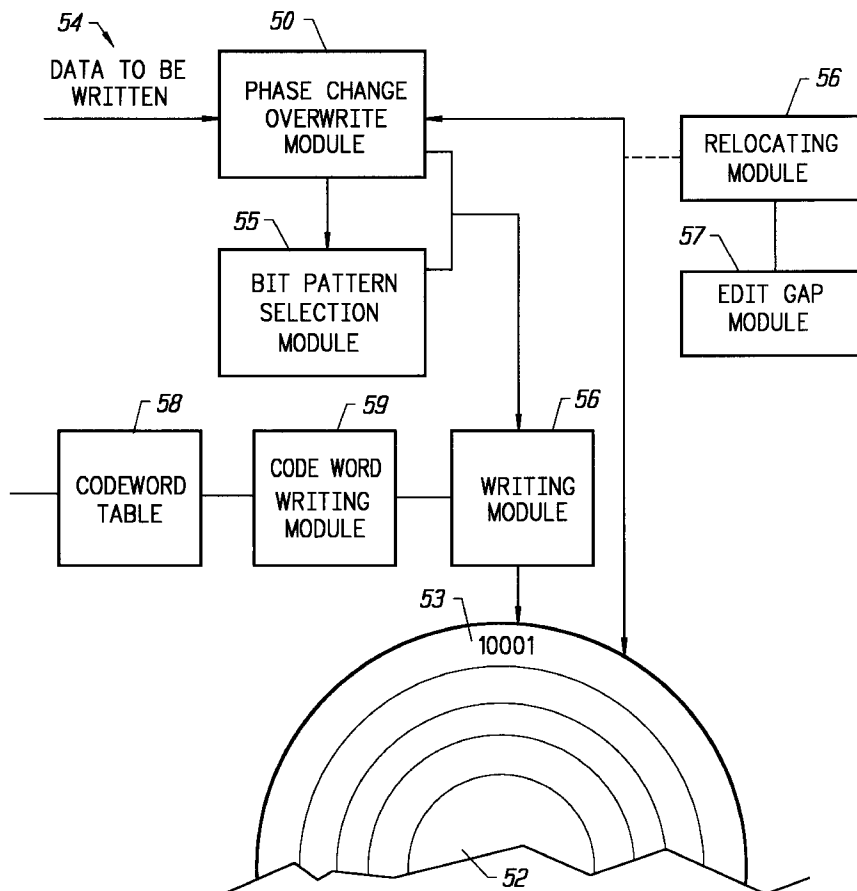 54
DATA TO BE
WRITTEN
50
PHASE CHANGE
OVERWRITE
MODULE
56
RELOCATING
MODULE
55
BIT PATTERN
SELECTION
MODULE
57
EDIT GAP
MODULE
58
CODEWORD
TABLE
59
CODE WORD
WRITING
MODULE
56
WRITING
MODULE
53
10001
52